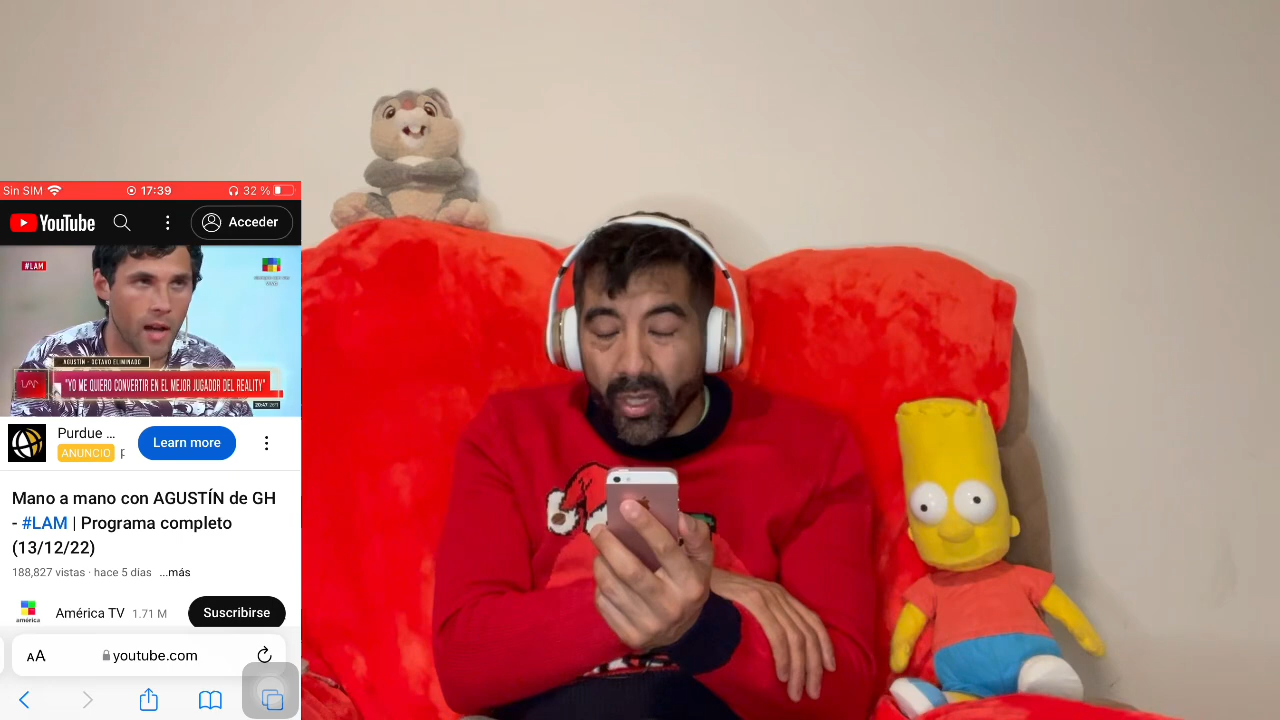 Sin SIM 17:39 32 %
YouTube Acceder
#LAM
AGUSTÍN - OCTAVO ELIMINADO
LAM "YO ME QUIERO CONVERTIR EN EL MEJOR JUGADOR DEL REALITY"
Purdue ... Learn more
ANUNCIO
Mano a mano con AGUSTÍN de GH
- #LAM | Programa completo
(13/12/22)
188,827 vistas · hace 5 días ...más
América TV 1.71 M Suscribirse
américa
AA youtube.com